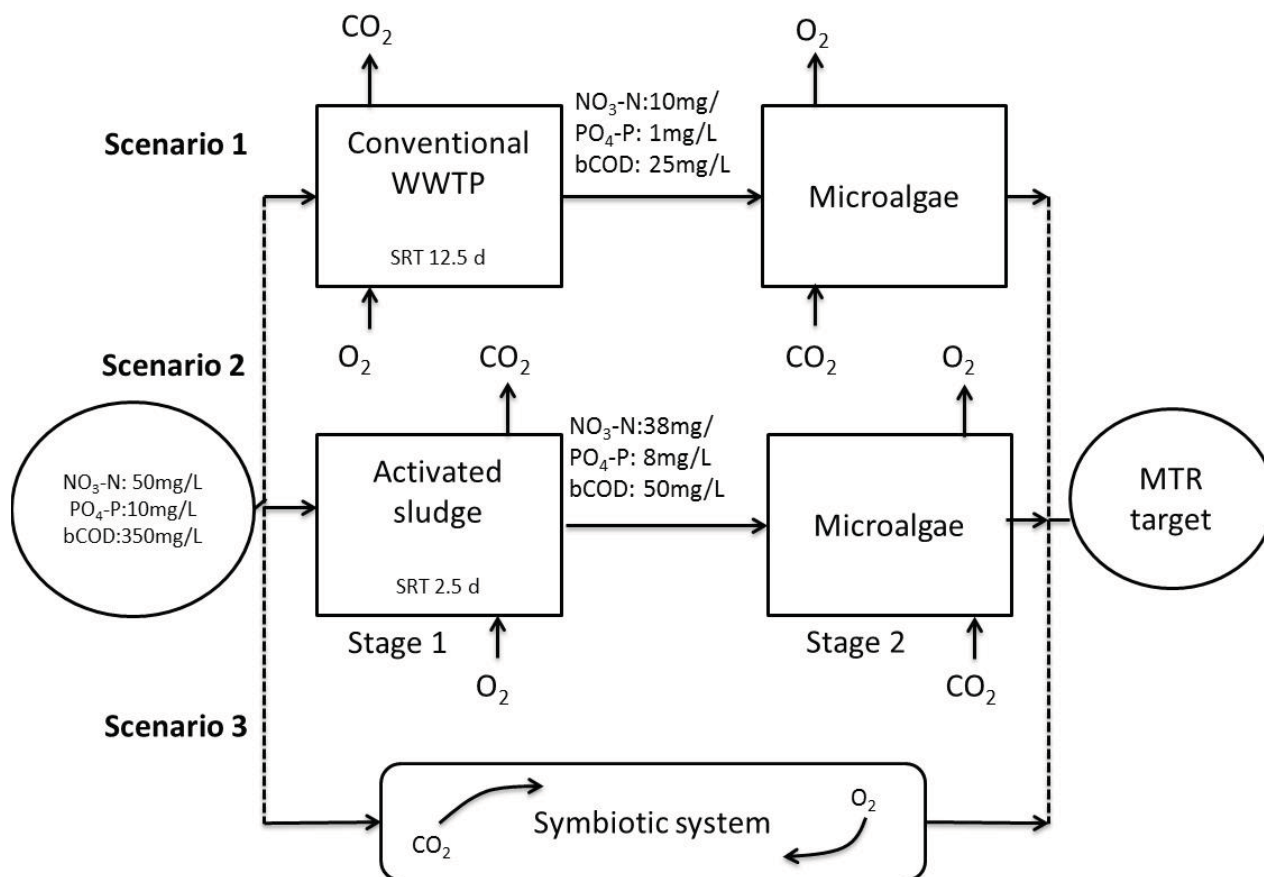 CO₂
O₂
Scenario 1
Conventional
WWTP
SRT 12.5 d
NO₃-N:10mg/
PO₄-P: 1mg/L
bCOD: 25mg/L
Microalgae
O₂
CO₂
Scenario 2
CO₂
O₂
NO₃-N: 50mg/L
PO₄-P:10mg/L
bCOD:350mg/L
Activated
sludge
SRT 2.5 d
NO₃-N:38mg/
PO₄-P: 8mg/L
bCOD: 50mg/L
Microalgae
MTR
target
Stage 1
Stage 2
O₂
CO₂
Scenario 3
CO₂
Symbiotic system
O₂